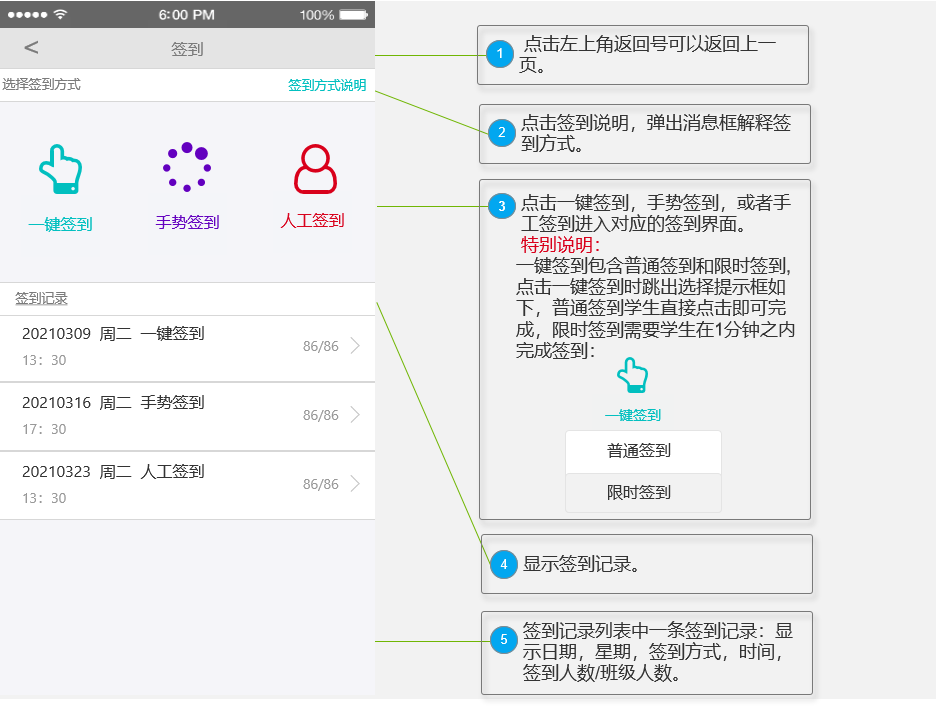 6:00 PM
100%
<
签到
选择签到方式
签到方式说明
一键签到
手势签到
人工签到
签到记录
20210309 周二 一键签到
13：30
86/86
20210316 周二 手势签到
17：30
86/86
20210323 周二 人工签到
13：30
86/86
1
点击左上角返回号可以返回上一
页。
2
点击签到说明，弹出消息框解释签
到方式。
3
点击一键签到，手势签到，或者手
工签到进入对应的签到界面。
特别说明：
一键签到包含普通签到和限时签到,
点击一键签到时跳出选择提示框如
下，普通签到学生直接点击即可完
成，限时签到需要学生在1分钟之内
完成签到：
一键签到
普通签到
限时签到
4
显示签到记录。
5
签到记录列表中一条签到记录：显
示日期，星期，签到方式，时间，
签到人数/班级人数。